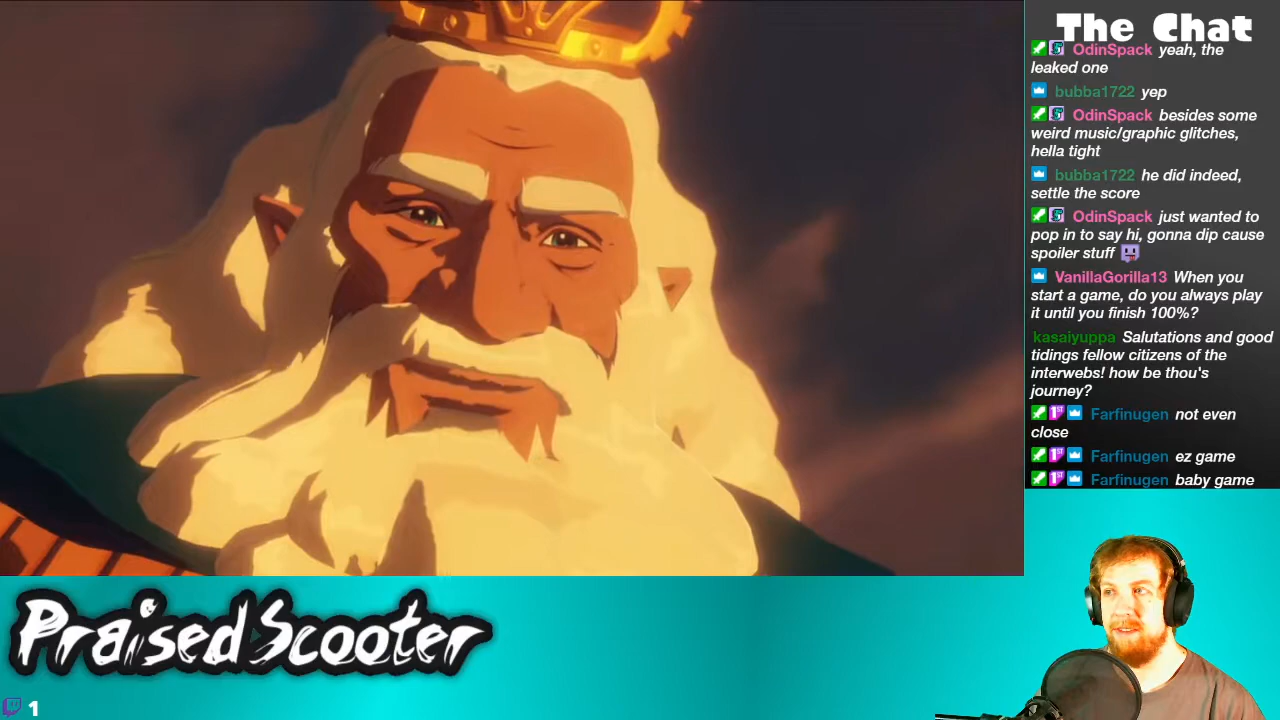 The Chat
OdinSpack yeah, the
leaked one
bubba1722 yep
OdinSpack besides some
weird music/graphic glitches,
hella tight
bubba1722 he did indeed,
settle the score
OdinSpack just wanted to
pop in to say hi, gonna dip cause
spoiler stuff
VanillaGorilla13 When you
start a game, do you always play
it until you finish 100%?
kasaiyuppa Salutations and good
tidings fellow citizens of the
interwebs! how be thou's
journey?
1ST Farfinugen not even
close
1ST Farfinugen ez game
1ST Farfinugen baby game
PraisedScooter
1